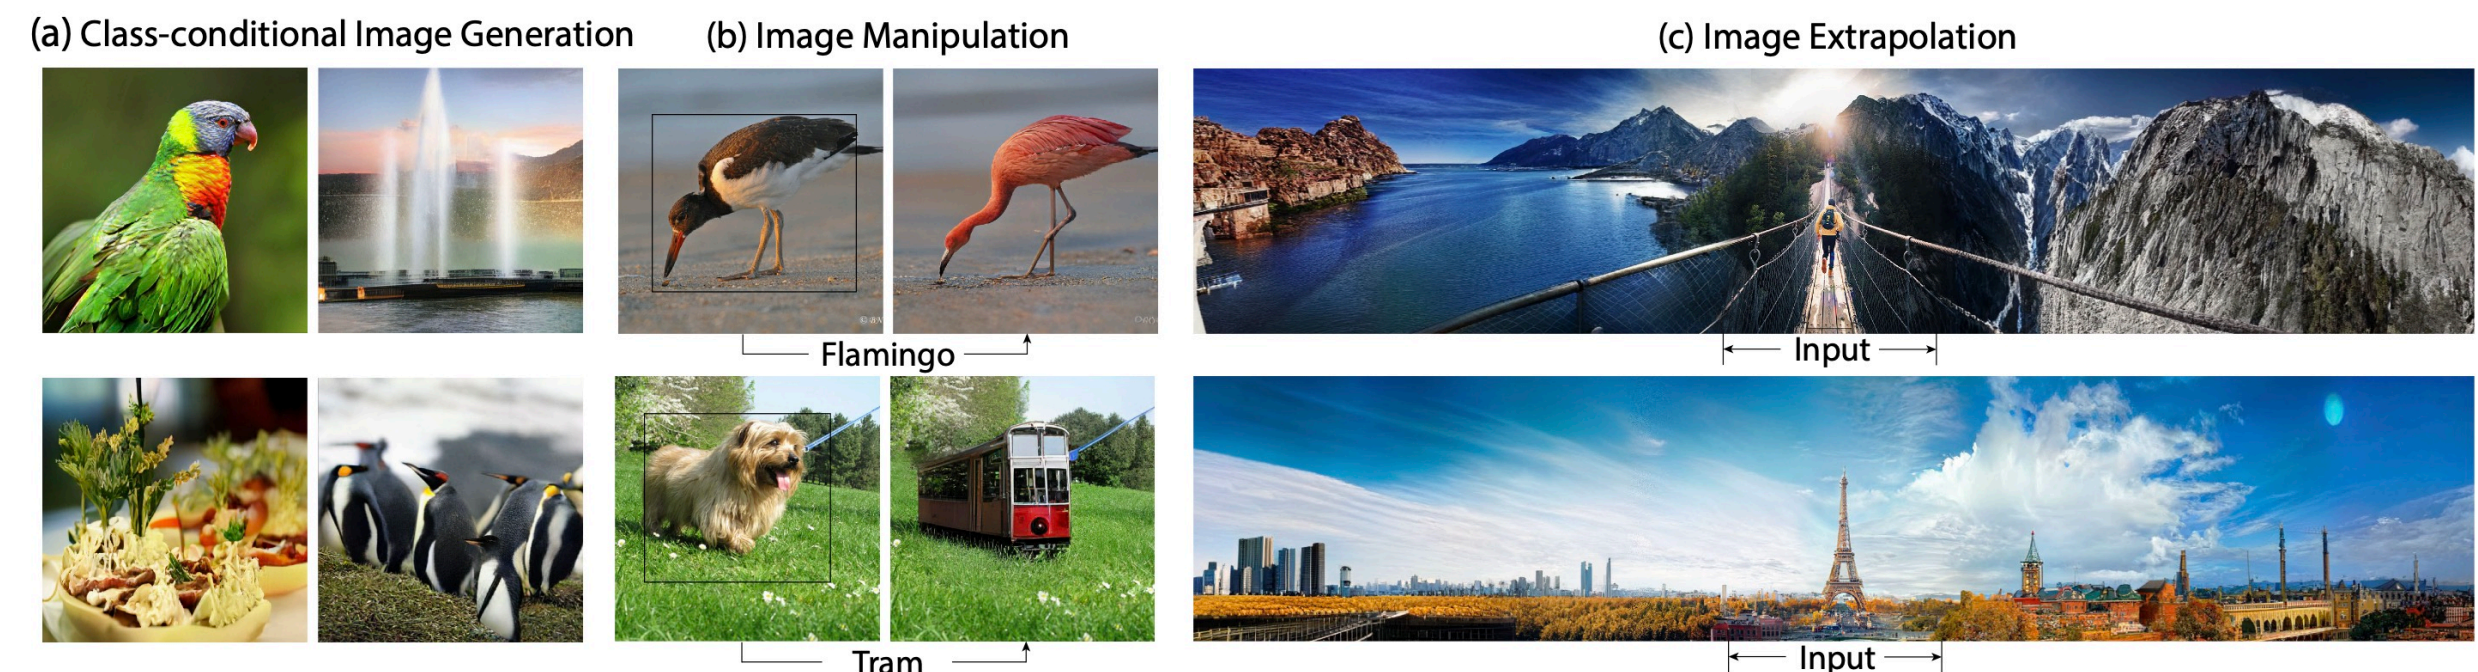 (a) Class-conditional Image Generation
(b) Image Manipulation
(c) Image Extrapolation
Flamingo
Input
Tram
Input